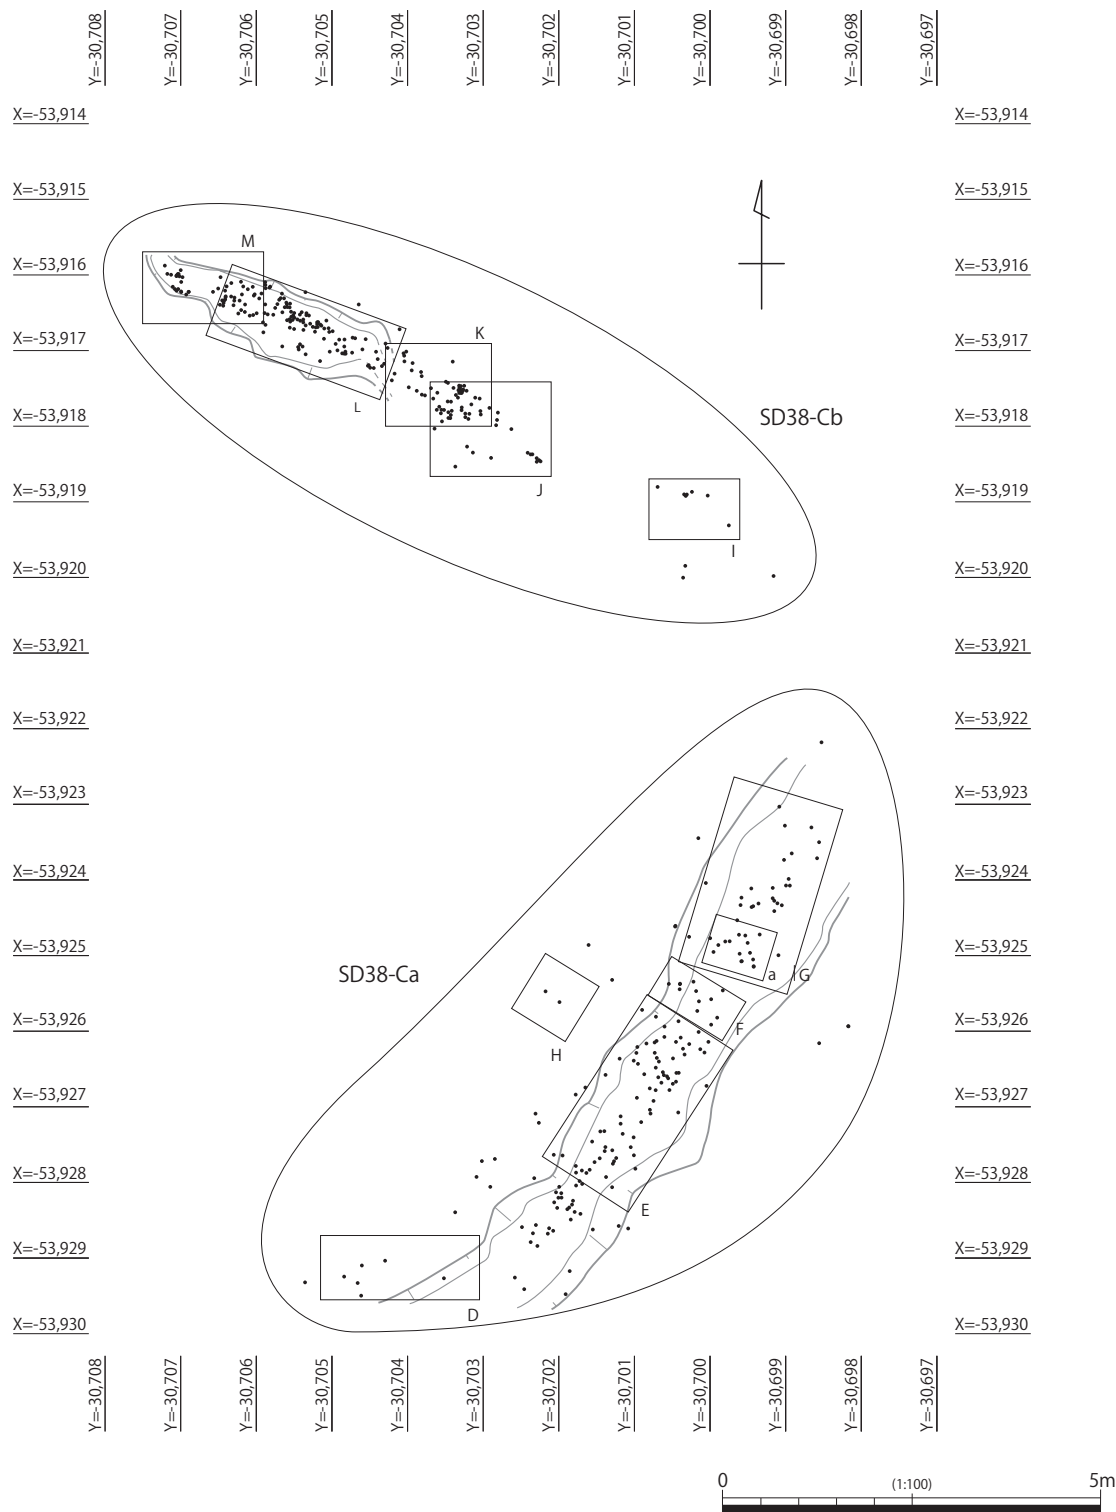 Y=-30,708
Y=-30,707
Y=-30,706
Y=-30,705
Y=-30,704
Y=-30,703
Y=-30,702
Y=-30,701
Y=-30,700
Y=-30,699
Y=-30,698
Y=-30,697
X=-53,914 X=-53,914
X=-53,915 X=-53,915
M
X=-53,916 X=-53,916
K
X=-53,917 X=-53,917
L
X=-53,918 SD38-Cb X=-53,918
J
X=-53,919 X=-53,919
I
X=-53,920 X=-53,920
X=-53,921 X=-53,921
X=-53,922 X=-53,922
X=-53,923 X=-53,923
X=-53,924 X=-53,924
X=-53,925 X=-53,925
SD38-Ca a G
X=-53,926 X=-53,926
F
H
X=-53,927 X=-53,927
X=-53,928 X=-53,928
E
X=-53,929 X=-53,929
D
X=-53,930 X=-53,930
Y=-30,708
Y=-30,707
Y=-30,706
Y=-30,705
Y=-30,704
Y=-30,703
Y=-30,702
Y=-30,701
Y=-30,700
Y=-30,699
Y=-30,698
Y=-30,697
0 (1:100) 5m